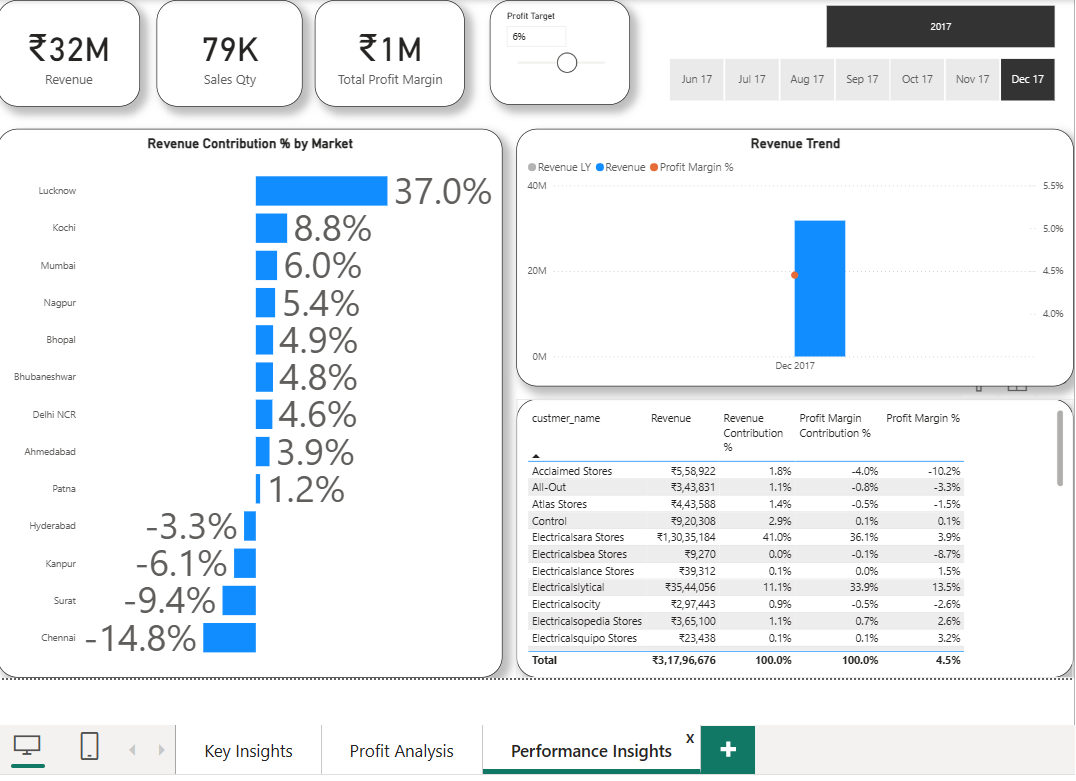 ₹32M
Revenue
79K
Sales Qty
₹1M
Total Profit Margin
Profit Target
6%
2017
Jun 17 Jul 17 Aug 17 Sep 17 Oct 17 Nov 17 Dec 17
Revenue Contribution % by Market
Lucknow 37.0%
Kochi 8.8%
Mumbai 6.0%
Nagpur 5.4%
Bhopal 4.9%
Bhubaneshwar 4.8%
Delhi NCR 4.6%
Ahmedabad 3.9%
Patna 1.2%
Hyderabad -3.3%
Kanpur -6.1%
Surat -9.4%
Chennai -14.8%
Revenue Trend
Revenue LY Revenue Profit Margin %
40M 5.5%
5.0%
20M 4.5%
4.0%
0M
Dec 2017
custmer_name Revenue Revenue Contribution % Profit Margin Contribution % Profit Margin %
Acclaimed Stores ₹5,58,922 1.8% -4.0% -10.2%
All-Out ₹3,43,831 1.1% -0.8% -3.3%
Atlas Stores ₹4,43,588 1.4% -0.5% -1.5%
Control ₹9,20,308 2.9% 0.1% 0.1%
Electricalsara Stores ₹1,30,35,184 41.0% 36.1% 3.9%
Electricalsbea Stores ₹9,270 0.0% -0.1% -8.7%
Electricalslance Stores ₹39,312 0.1% 0.0% 1.5%
Electricalslytical ₹35,44,056 11.1% 33.9% 13.5%
Electricalsocity ₹2,97,443 0.9% -0.5% -2.6%
Electricalsopedia Stores ₹3,65,100 1.1% 0.7% 2.6%
Electricalsquipo Stores ₹23,438 0.1% 0.1% 3.2%
Total ₹3,17,96,676 100.0% 100.0% 4.5%
Key Insights Profit Analysis Performance Insights x +